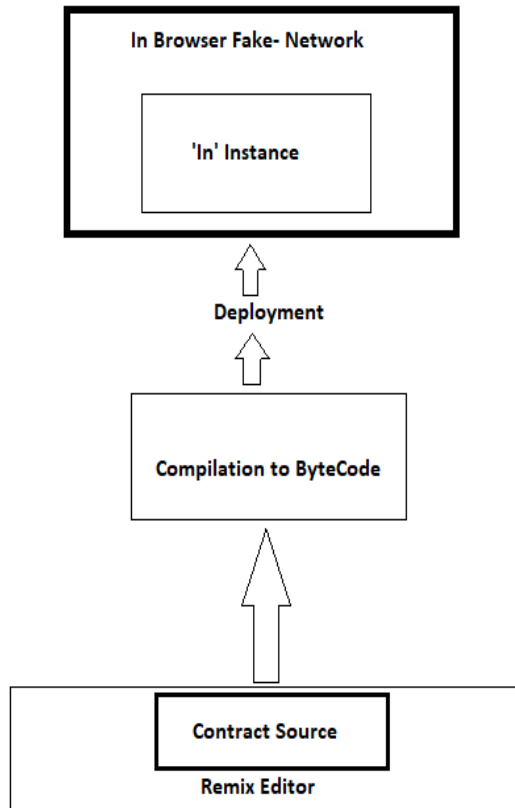 In Browser Fake- Network
'In' Instance
Deployment
Compilation to ByteCode
Contract Source
Remix Editor